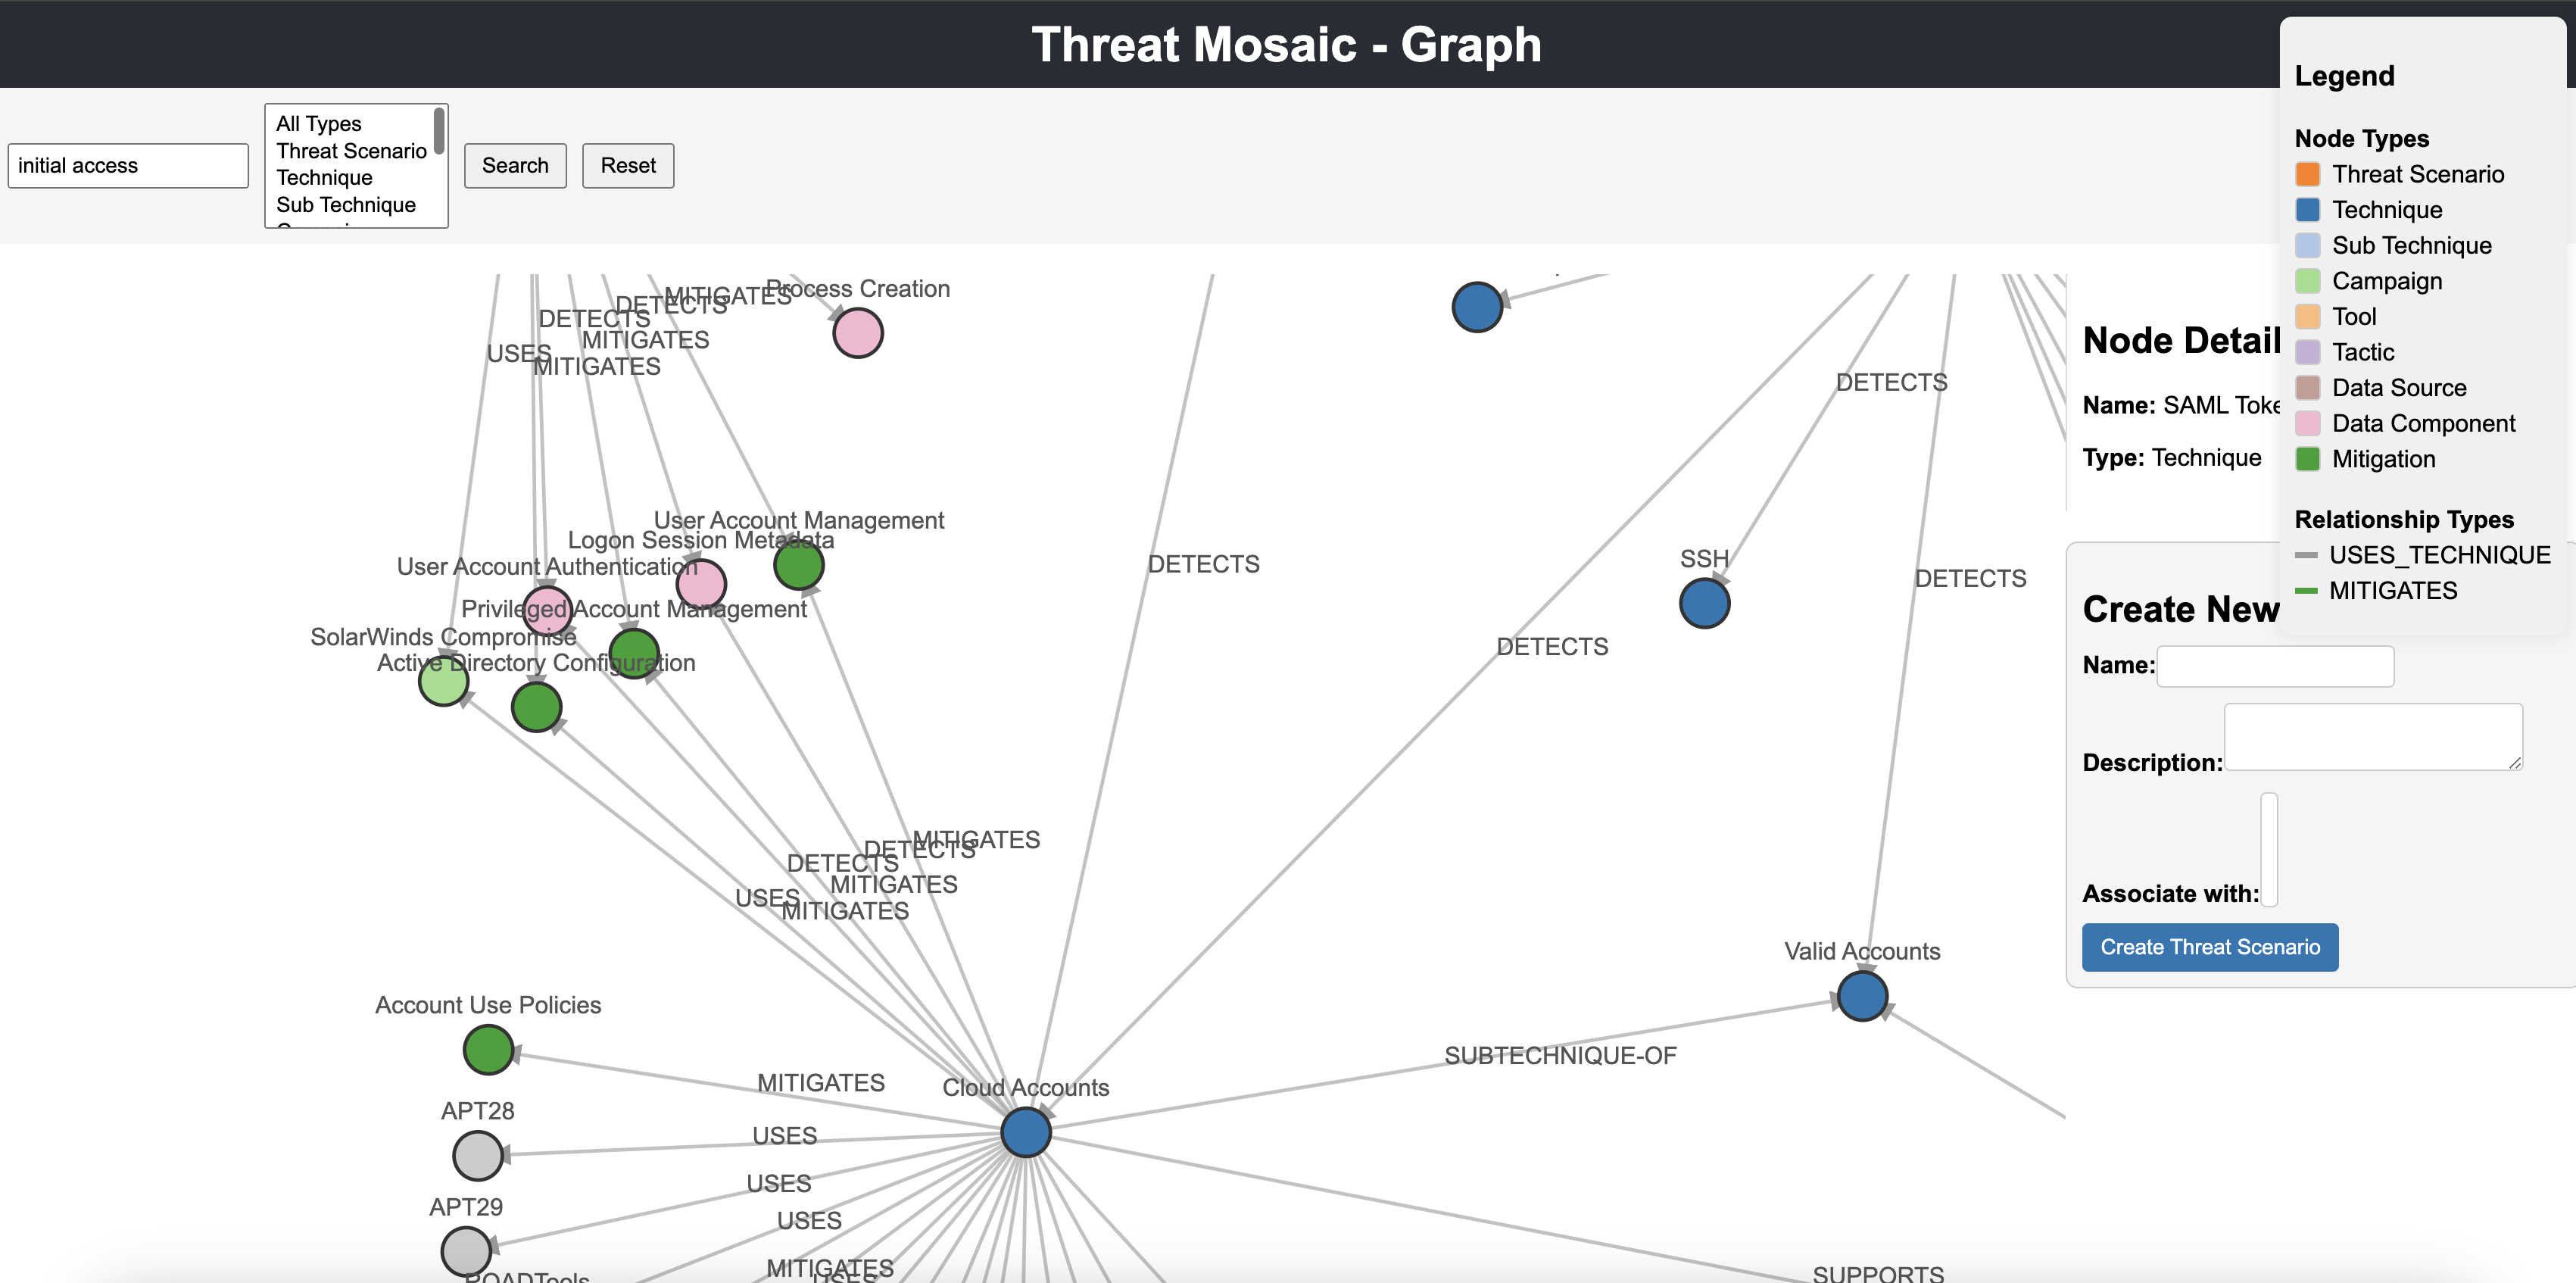 Threat Mosaic - Graph
initial access
All Types
Threat Scenario
Technique
Sub Technique
Search
Reset
Legend
Node Types
Threat Scenario
Technique
Sub Technique
Campaign
Tool
Tactic
Data Source
Data Component
Mitigation
Relationship Types
USES_TECHNIQUE
MITIGATES
Process Creation
MITIGATES
DETECTS
DETECTS
MITIGATES
USES
MITIGATES
DETECTS
User Account Management
Logon Session Metadata
User Account Authentication
Privileged Account Management
SolarWinds Compromise
Active Directory Configuration
DETECTS
SSH
DETECTS
DETECTS
MITIGATES
DETECTS
DETECTS
MITIGATES
USES
MITIGATES
Valid Accounts
Account Use Policies
SUBTECHNIQUE-OF
MITIGATES
Cloud Accounts
APT28
USES
USES
APT29
USES
MITIGATES
USES
ROADTools
SUPPORTS
Node Detail
Name: SAML Toke
Type: Technique
Create New
Name:
Description:
Associate with:
Create Threat Scenario